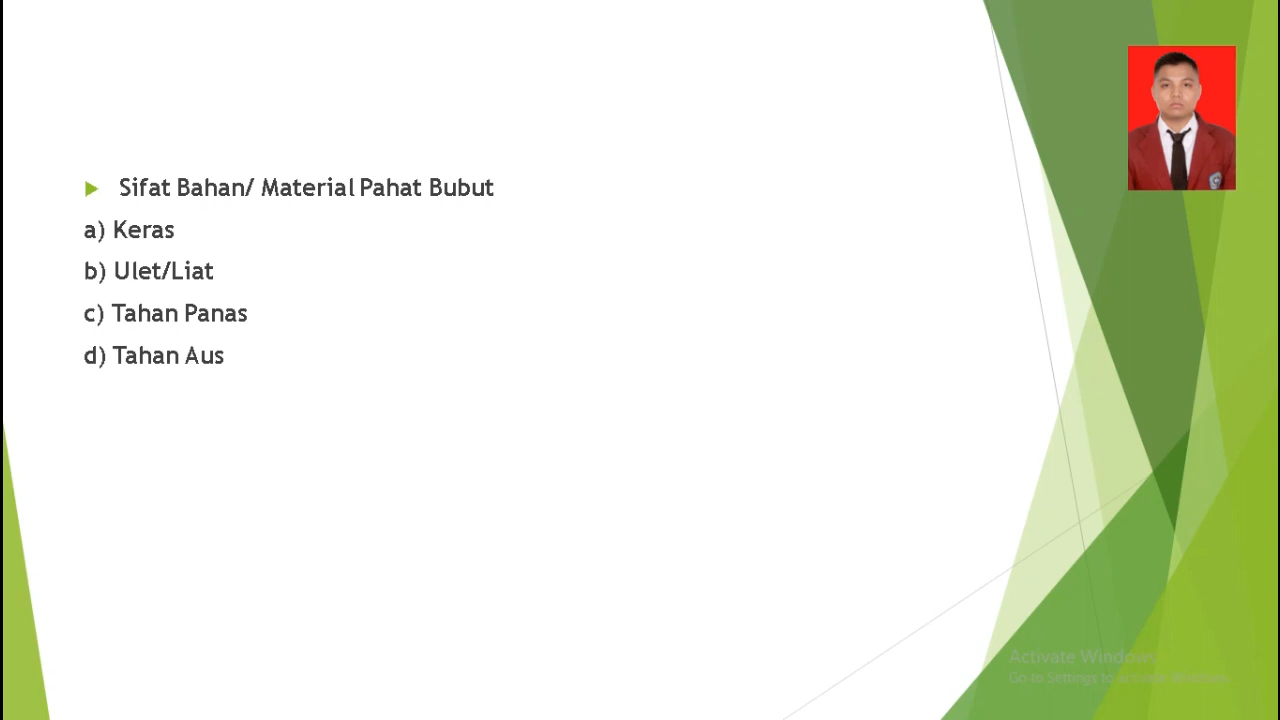 Sifat Bahan/ Material Pahat Bubut
a) Keras
b) Ulet/Liat
c) Tahan Panas
d) Tahan Aus
Activate Windows
Go to Settings to activate Windows.